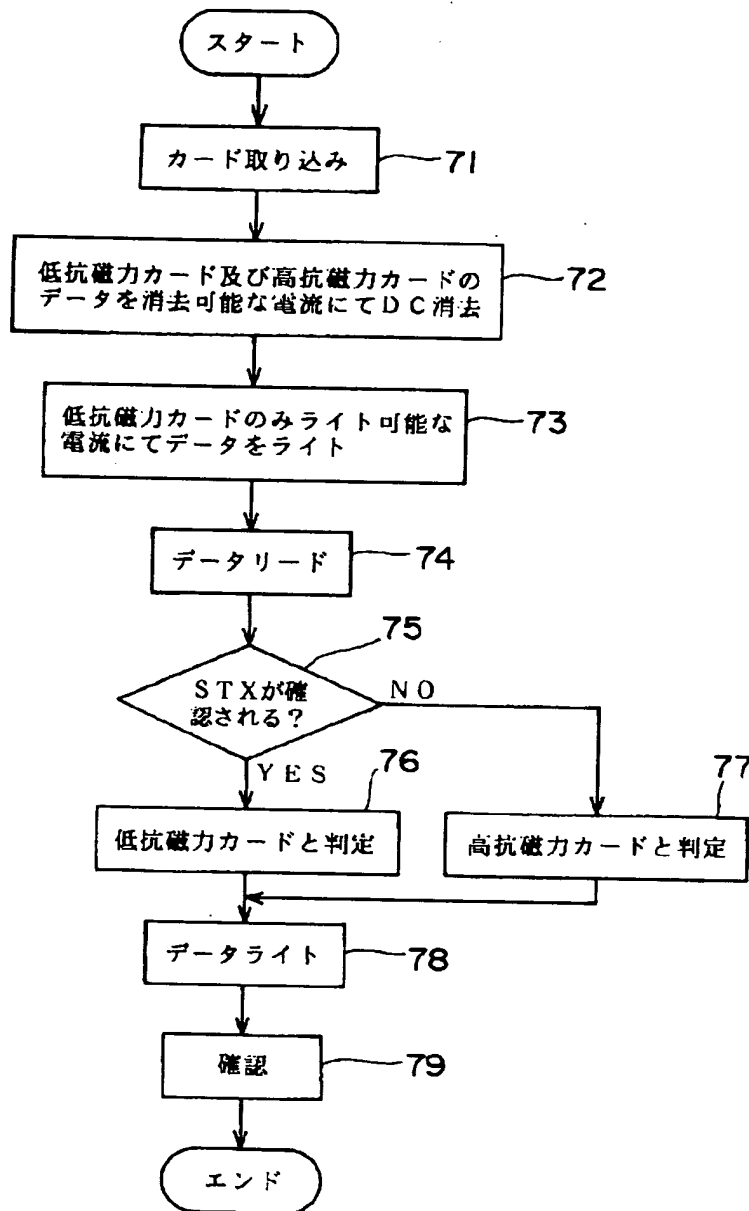 スタート
カード取り込み
71
低抗磁力カード及び高抗磁力カードの
データを消去可能な電流にてDC消去
72
低抗磁力カードのみライト可能な
電流にてデータをライト
73
データリード
74
75
STXが確
認される?
NO
YES
76
低抗磁力カードと判定
77
高抗磁力カードと判定
データライト
78
確認
79
エンド